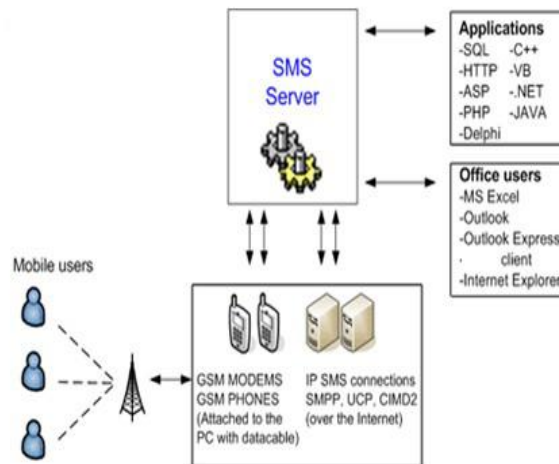 SMS
Server
Applications
-SQL -C++
-HTTP -VB
-ASP -.NET
-PHP -JAVA
-Delphi
Office users
-MS Excel
-Outlook
-Outlook Express
- client
-Internet Explorer
Mobile users
GSM MODEMS
GSM PHONES
(Attached to the
PC with datacable)
IP SMS connections
SMPP, UCP, CIMD2
(over the Internet)